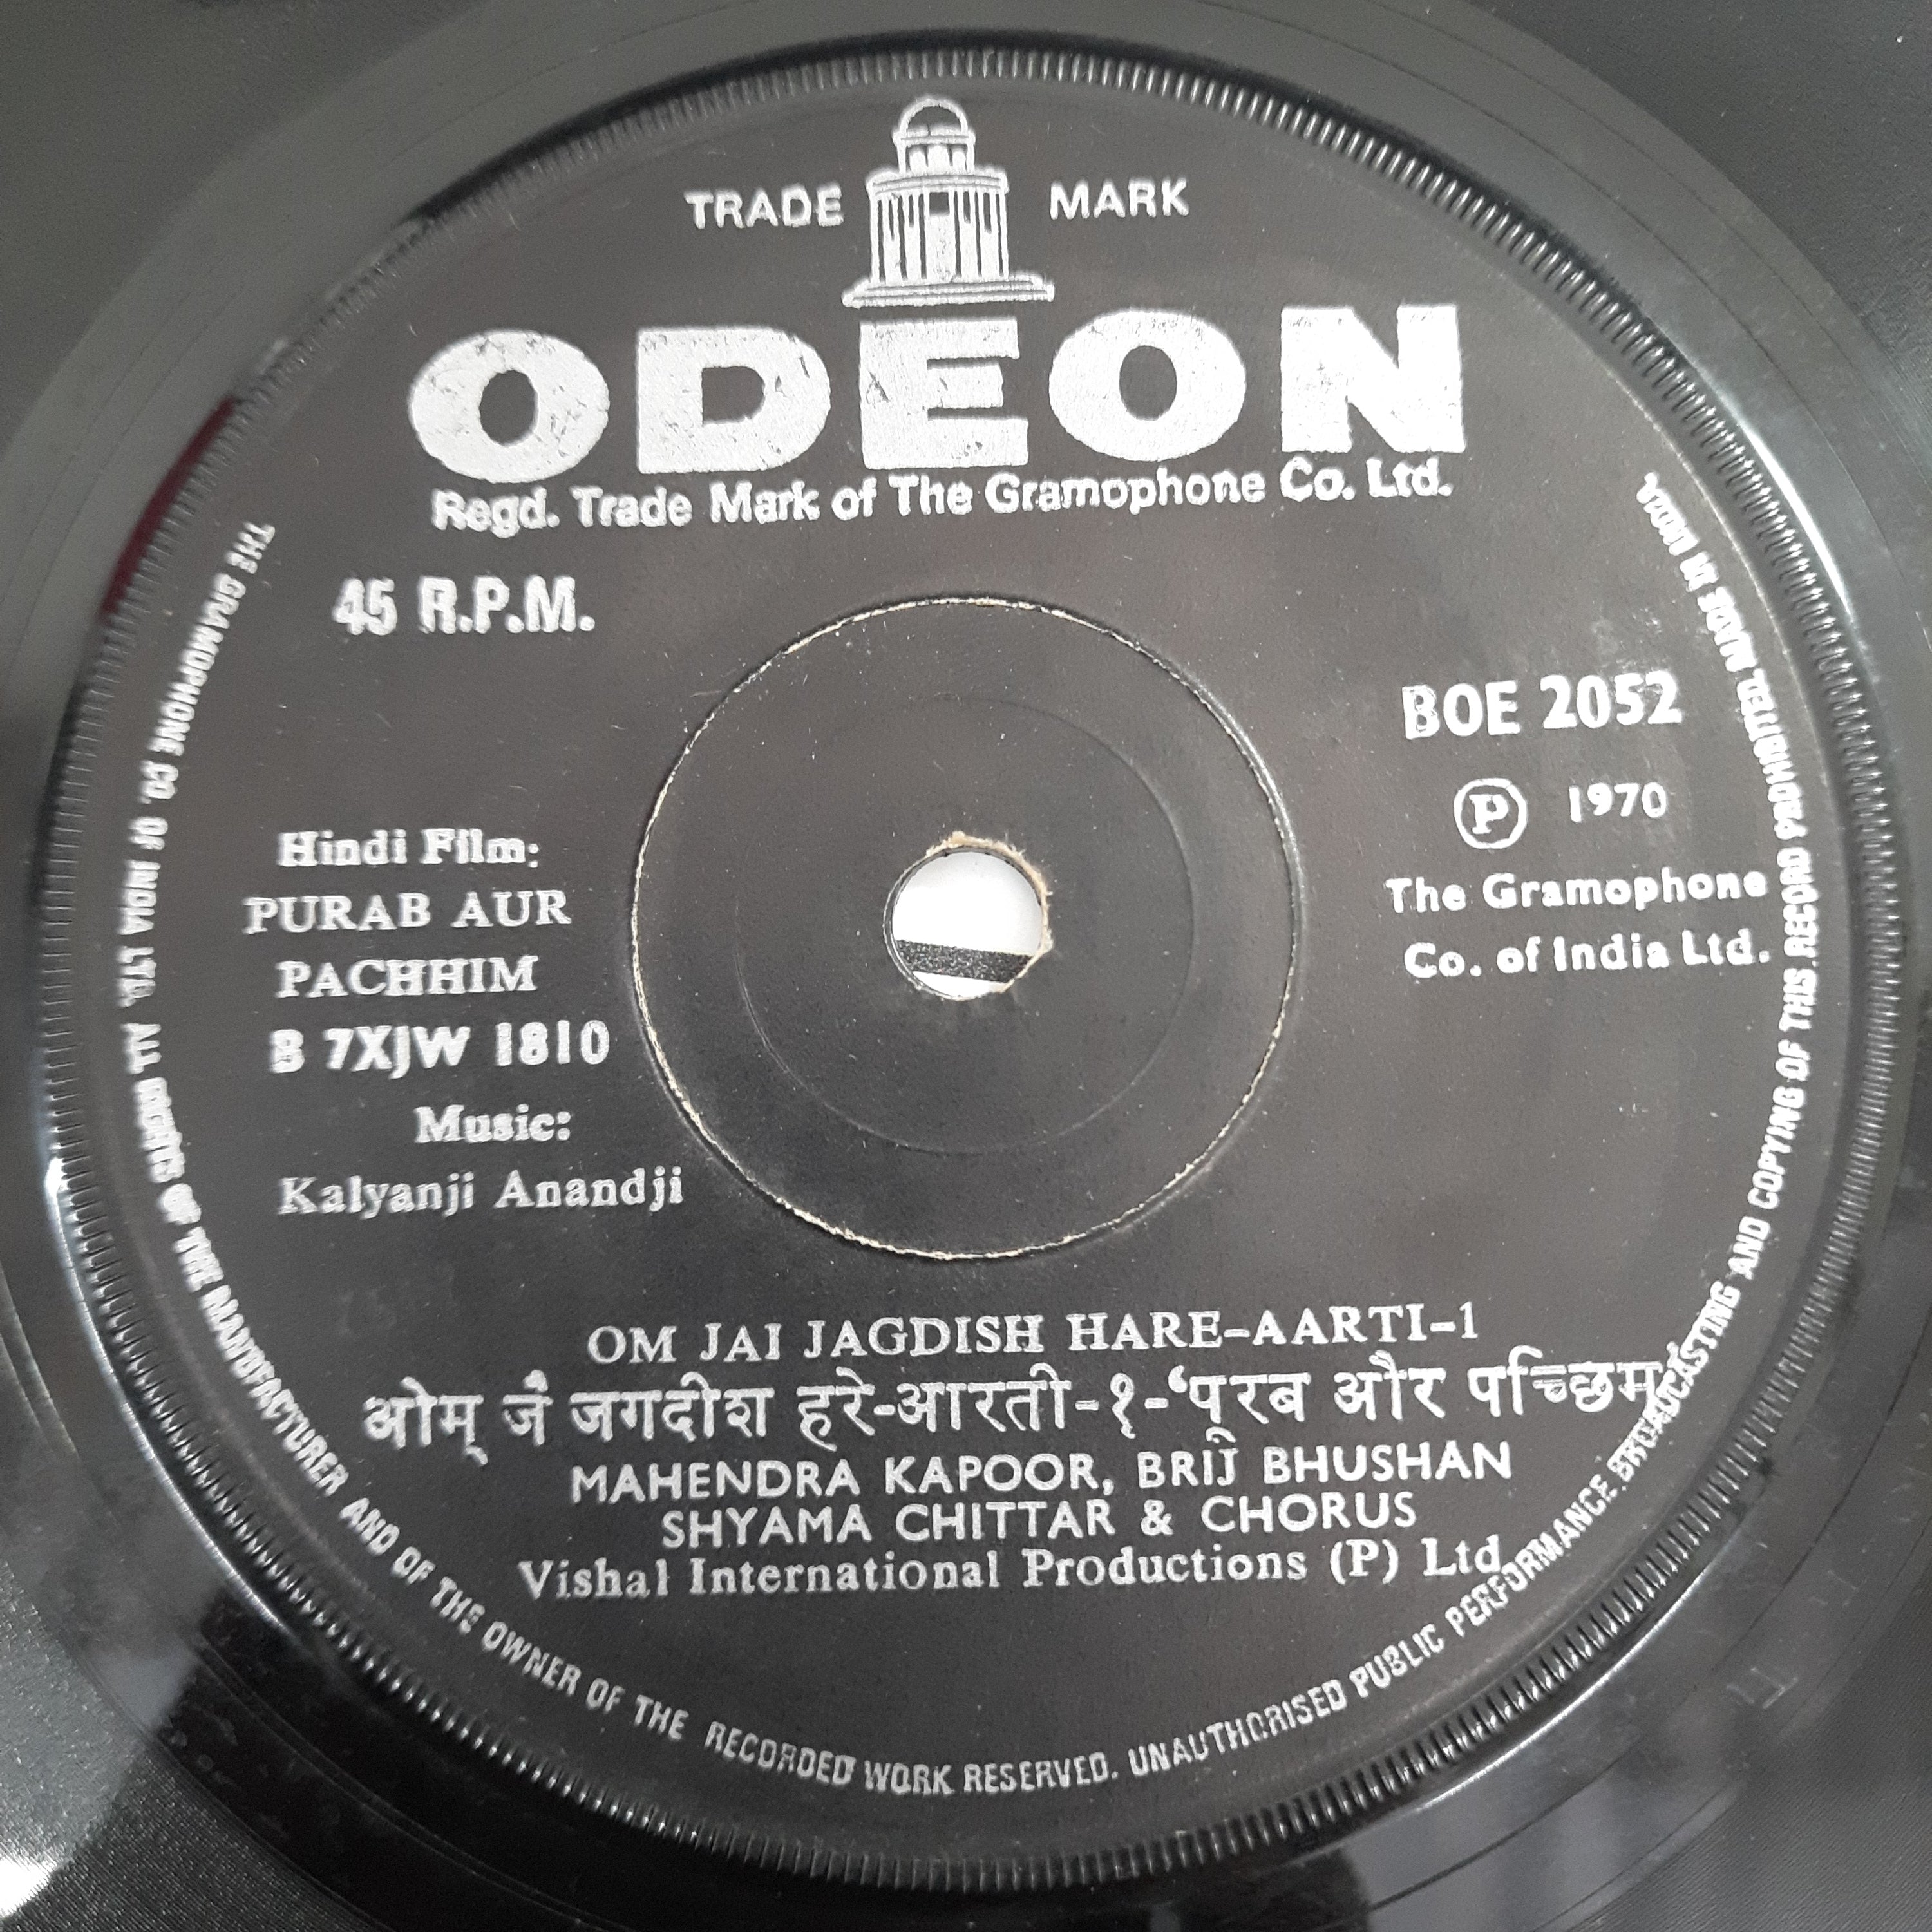 TRADE MARK
ODEON
Regd. Trade Mark of The Gramophone Co. Ltd.
45 R.P.M.
BOE 2052
Ⓟ 1970
The Gramophone
Co. of India Ltd.
Hindi Film:
PURAB AUR
PACHHIM
B 7XJW 1810
Music:
Kalyanji Anandji
OM JAI JAGDISH HARE-AARTI-1
ओम् जै जगदीश हरे-आरती-१-‘पूरब और पच्छिम’
MAHENDRA KAPOOR, BRIJ BHUSHAN
SHYAMA CHITTAR & CHORUS
Vishal International Productions (P) Ltd.
THE GRAMOPHONE CO. OF INDIA LTD. ALL RIGHTS OF THE MANUFACTURER AND OF THE OWNER OF THE RECORDED WORK RESERVED. UNAUTHORISED PUBLIC PERFORMANCE, BROADCASTING AND COPYING OF THIS RECORD PROHIBITED. MADE IN INDIA.